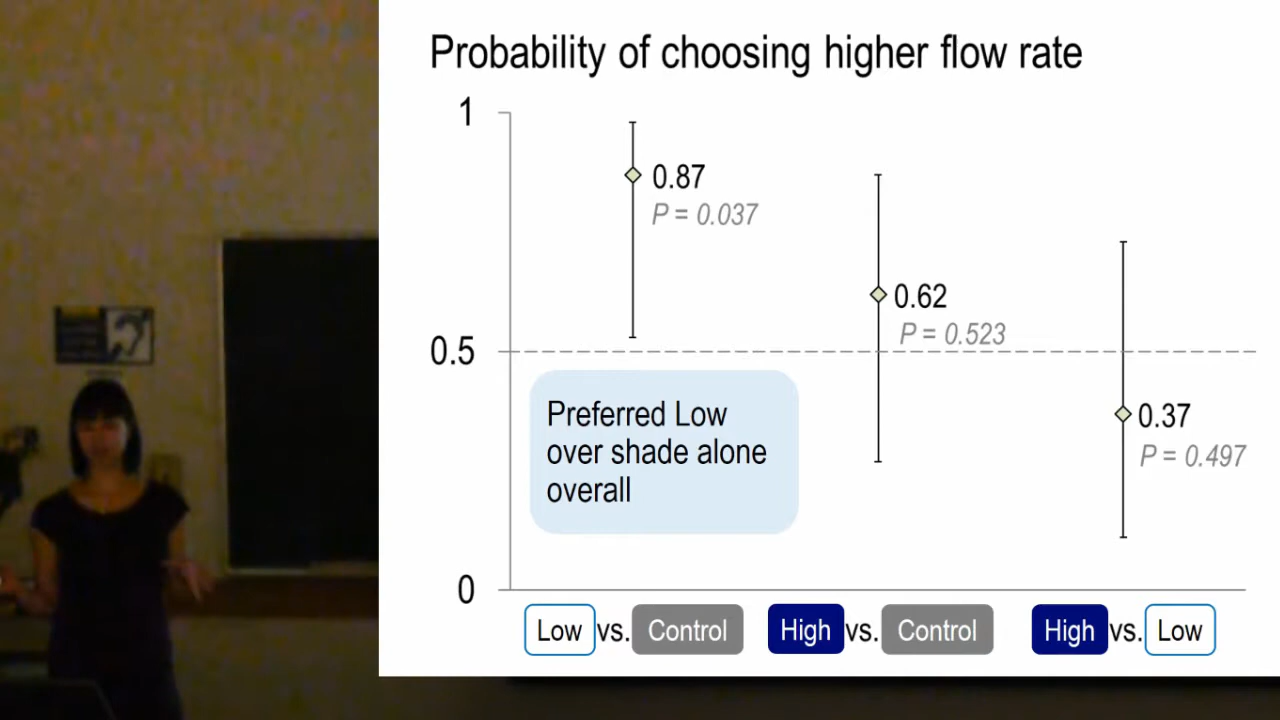 Probability of choosing higher flow rate
1
0.87
P = 0.037
0.62
P = 0.523
0.5
0.37
P = 0.497
Preferred Low
over shade alone
overall
0
Low vs. Control
High vs. Control
High vs. Low